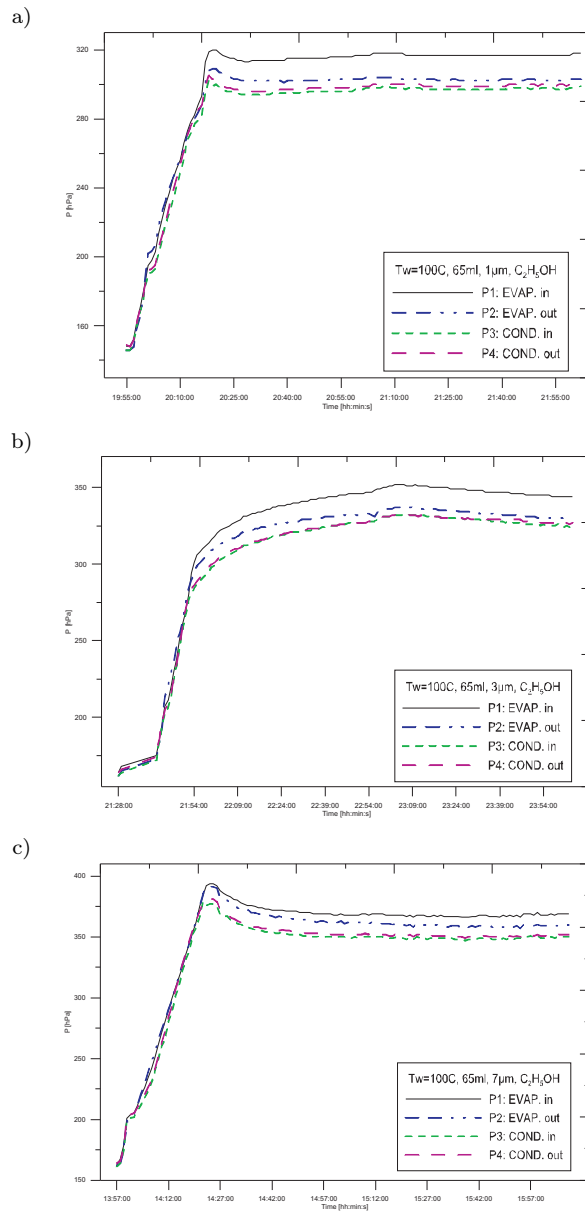 a)
320
280
240
200
160
P [hPa]
Tw=100C, 65ml, 1µm, C₂H₅OH
P1: EVAP. in
P2: EVAP. out
P3: COND. in
P4: COND. out
19:55:00 20:10:00 20:25:00 20:40:00 20:55:00 21:10:00 21:25:00 21:40:00 21:55:00
Time [hh:min:s]
b)
350
300
250
200
P [hPa]
Tw=100C, 65ml, 3µm, C₂H₅OH
P1: EVAP. in
P2: EVAP. out
P3: COND. in
P4: COND. out
21:28:00 21:54:00 22:09:00 22:24:00 22:39:00 22:54:00 23:09:00 23:24:00 23:39:00 23:54:00
Time [hh:min:s]
c)
400
350
300
250
200
150
P [hPa]
Tw=100C, 65ml, 7µm, C₂H₅OH
P1: EVAP. in
P2: EVAP. out
P3: COND. in
P4: COND. out
13:57:00 14:12:00 14:27:00 14:42:00 14:57:00 15:12:00 15:27:00 15:42:00 15:57:00
Time [hh:min:s]